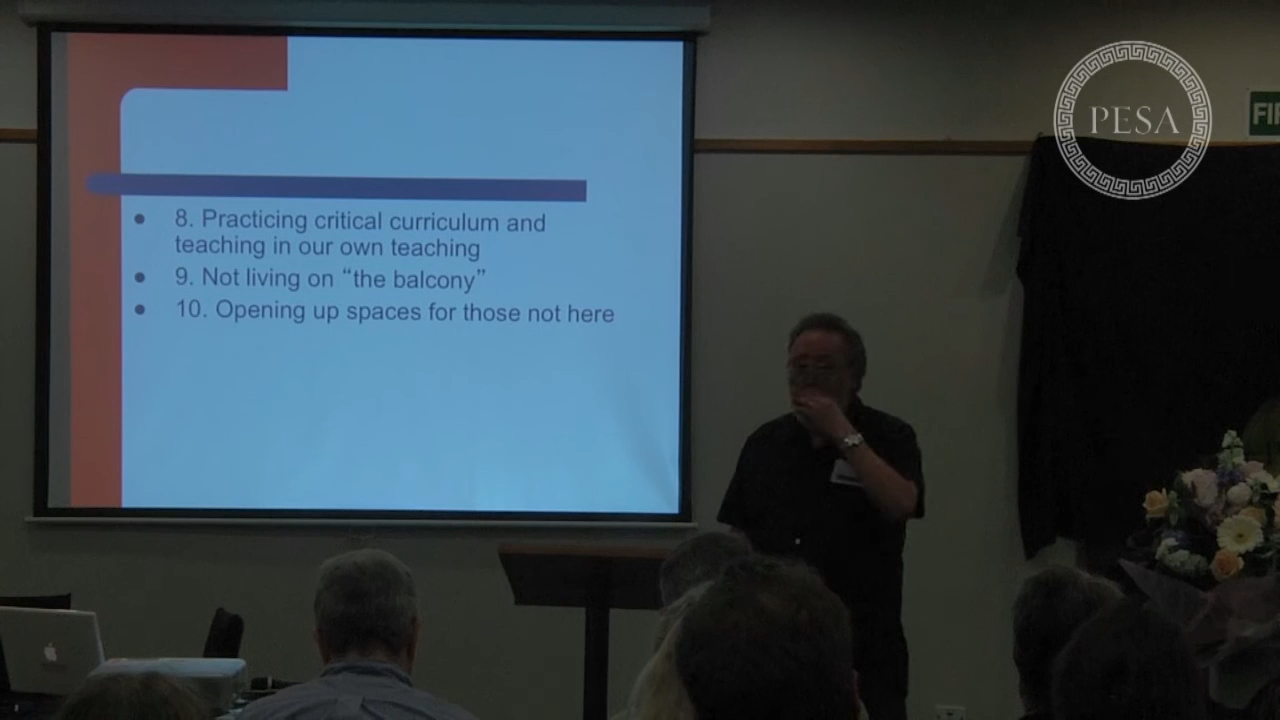 8. Practicing critical curriculum and
teaching in our own teaching
9. Not living on “the balcony”
10. Opening up spaces for those not here
PESA